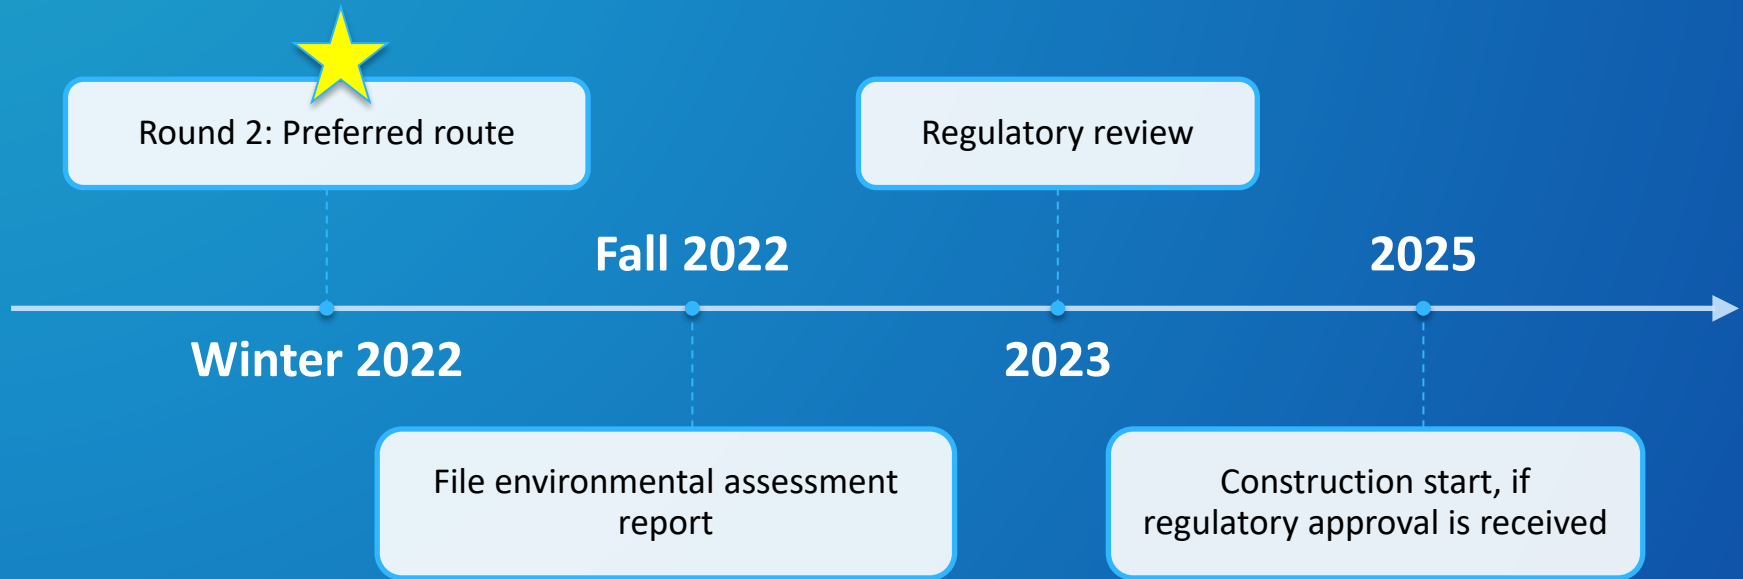 Round 2: Preferred route
Regulatory review
Fall 2022
2025
Winter 2022
2023
File environmental assessment
report
Construction start, if
regulatory approval is received